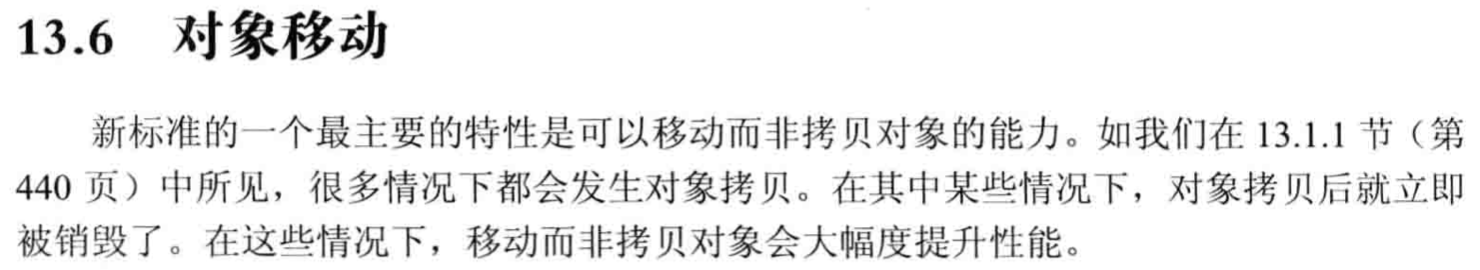 13.6 对象移动
新标准的一个最主要的特性是可以移动而非拷贝对象的能力。如我们在 13.1.1 节（第
440 页）中所见，很多情况下都会发生对象拷贝。在其中某些情况下，对象拷贝后就立即
被销毁了。在这些情况下，移动而非拷贝对象会大幅度提升性能。